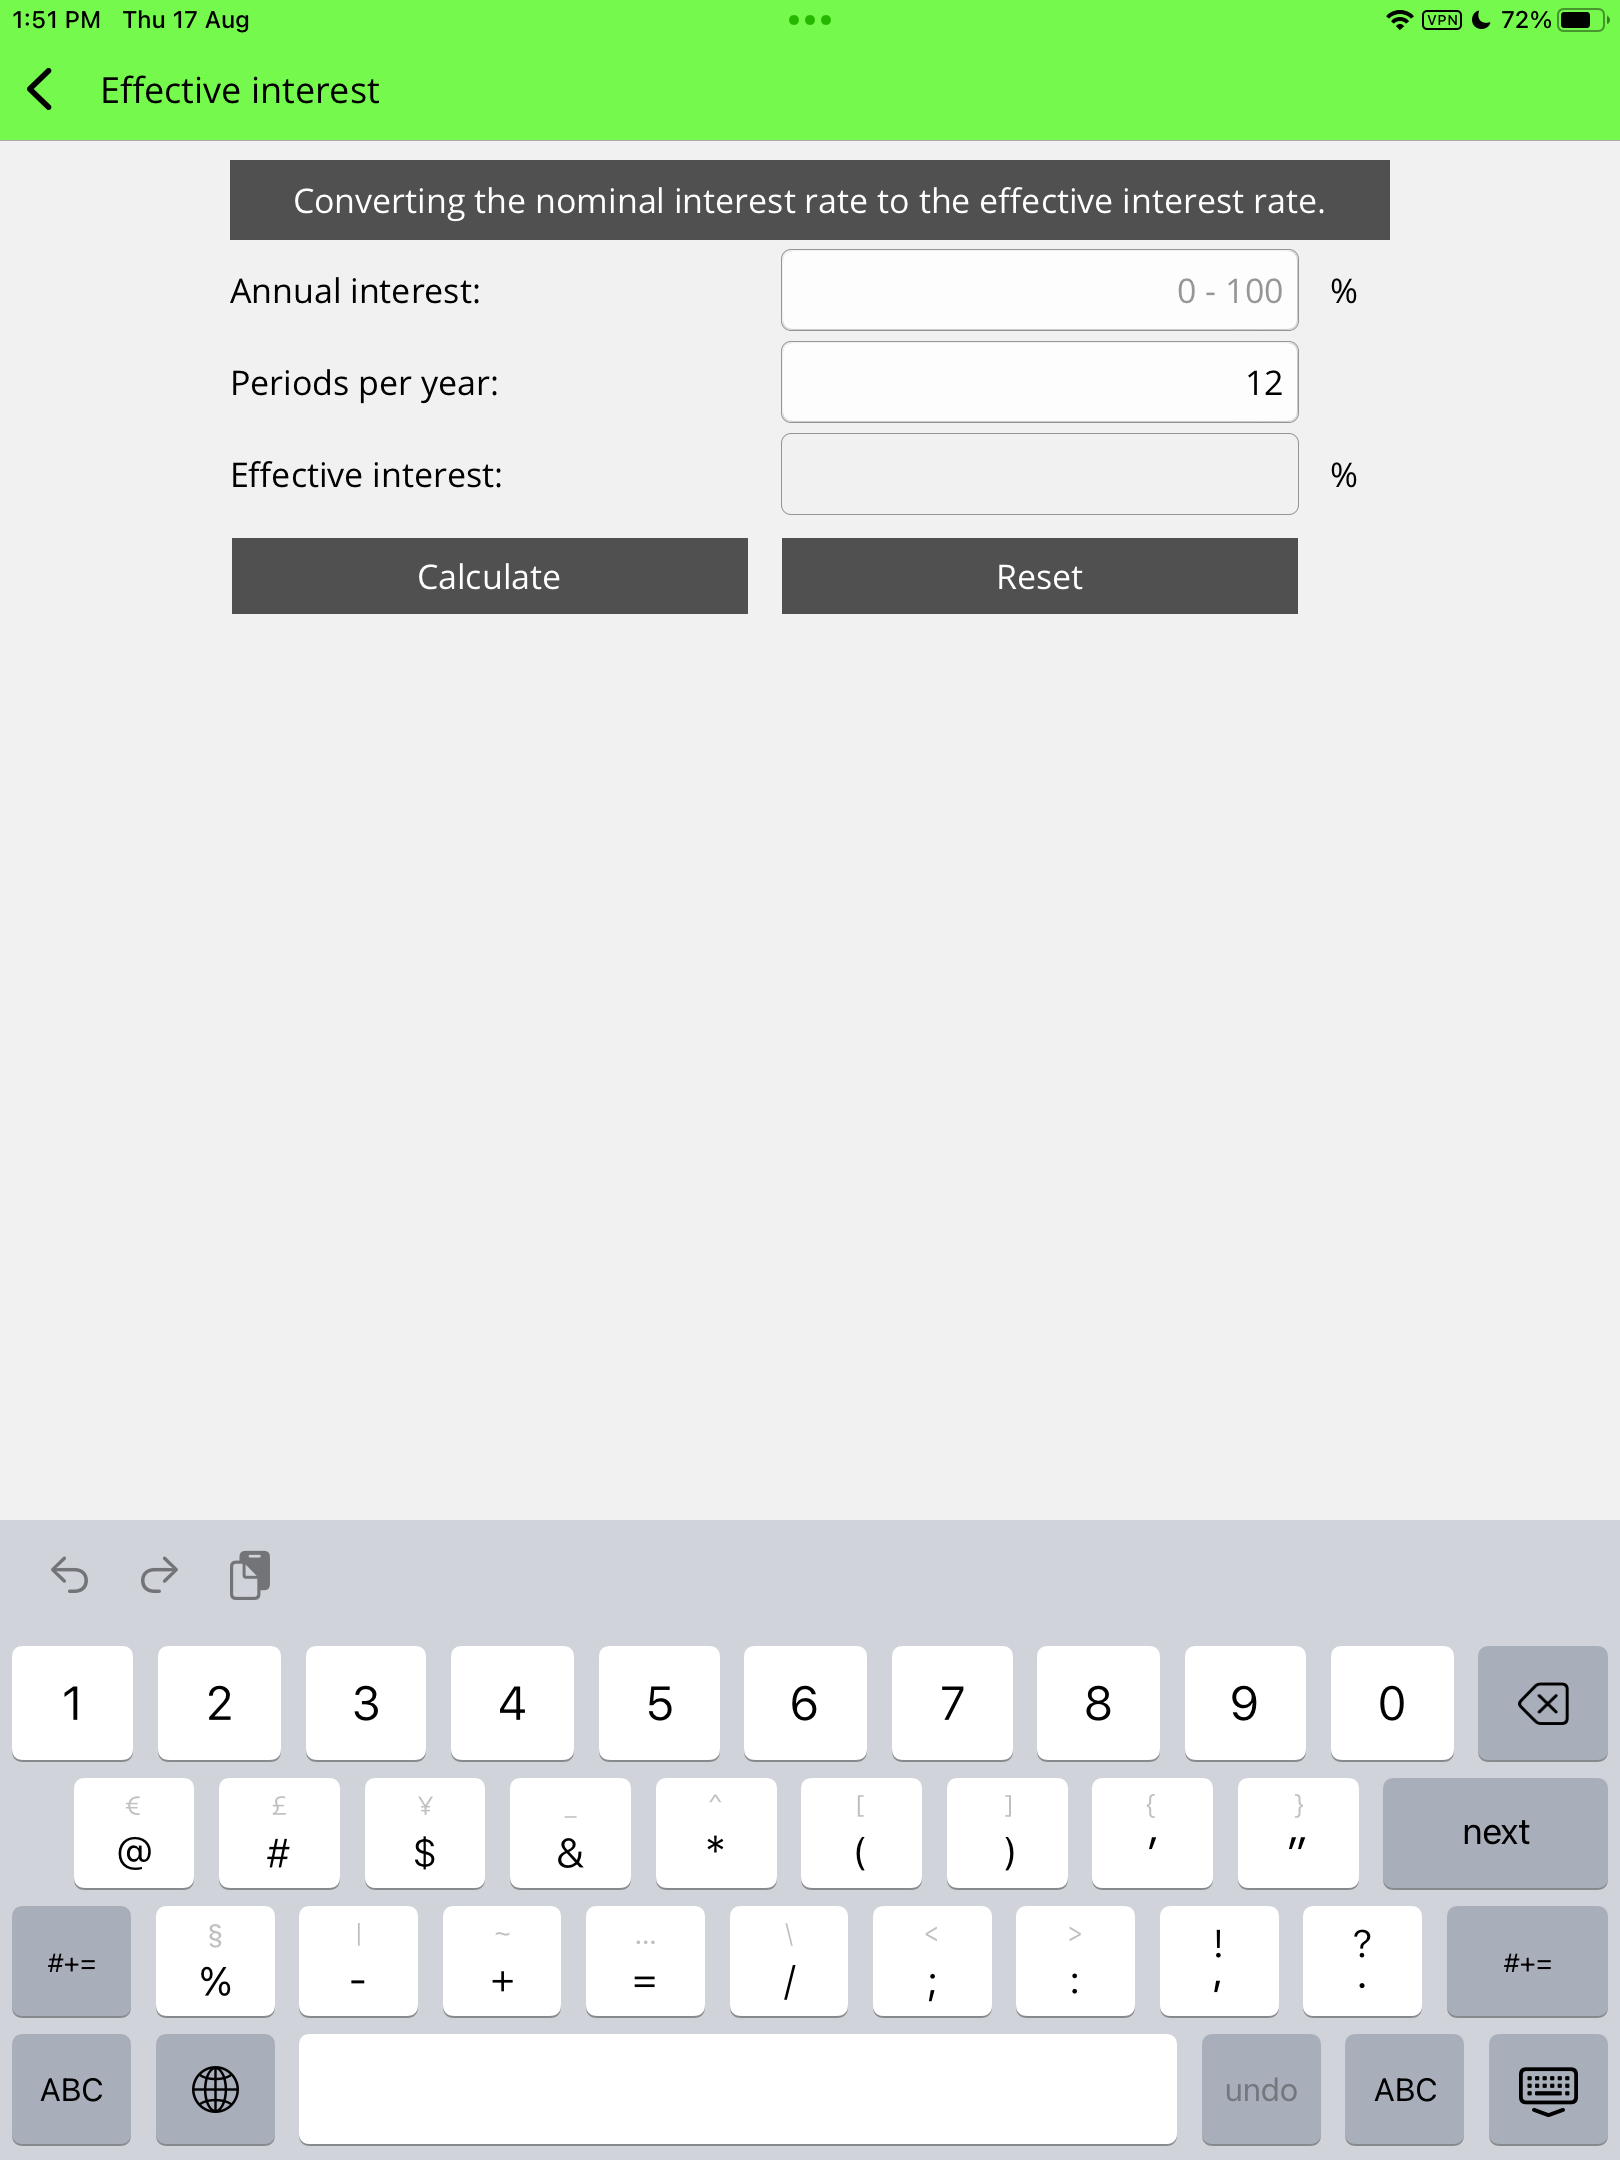 1:51 PM Thu 17 Aug VPN 72%
Effective interest
Converting the nominal interest rate to the effective interest rate.
Annual interest: 0 - 100 %
Periods per year: 12
Effective interest: %
Calculate Reset
1 2 3 4 5 6 7 8 9 0
€ £ ¥ _ ^ [ ] { }
@ # $ & * ( ) ' " next
§ | ~ … \ < > ! ?
#+= % - + = / ; : , . #+=
ABC undo ABC